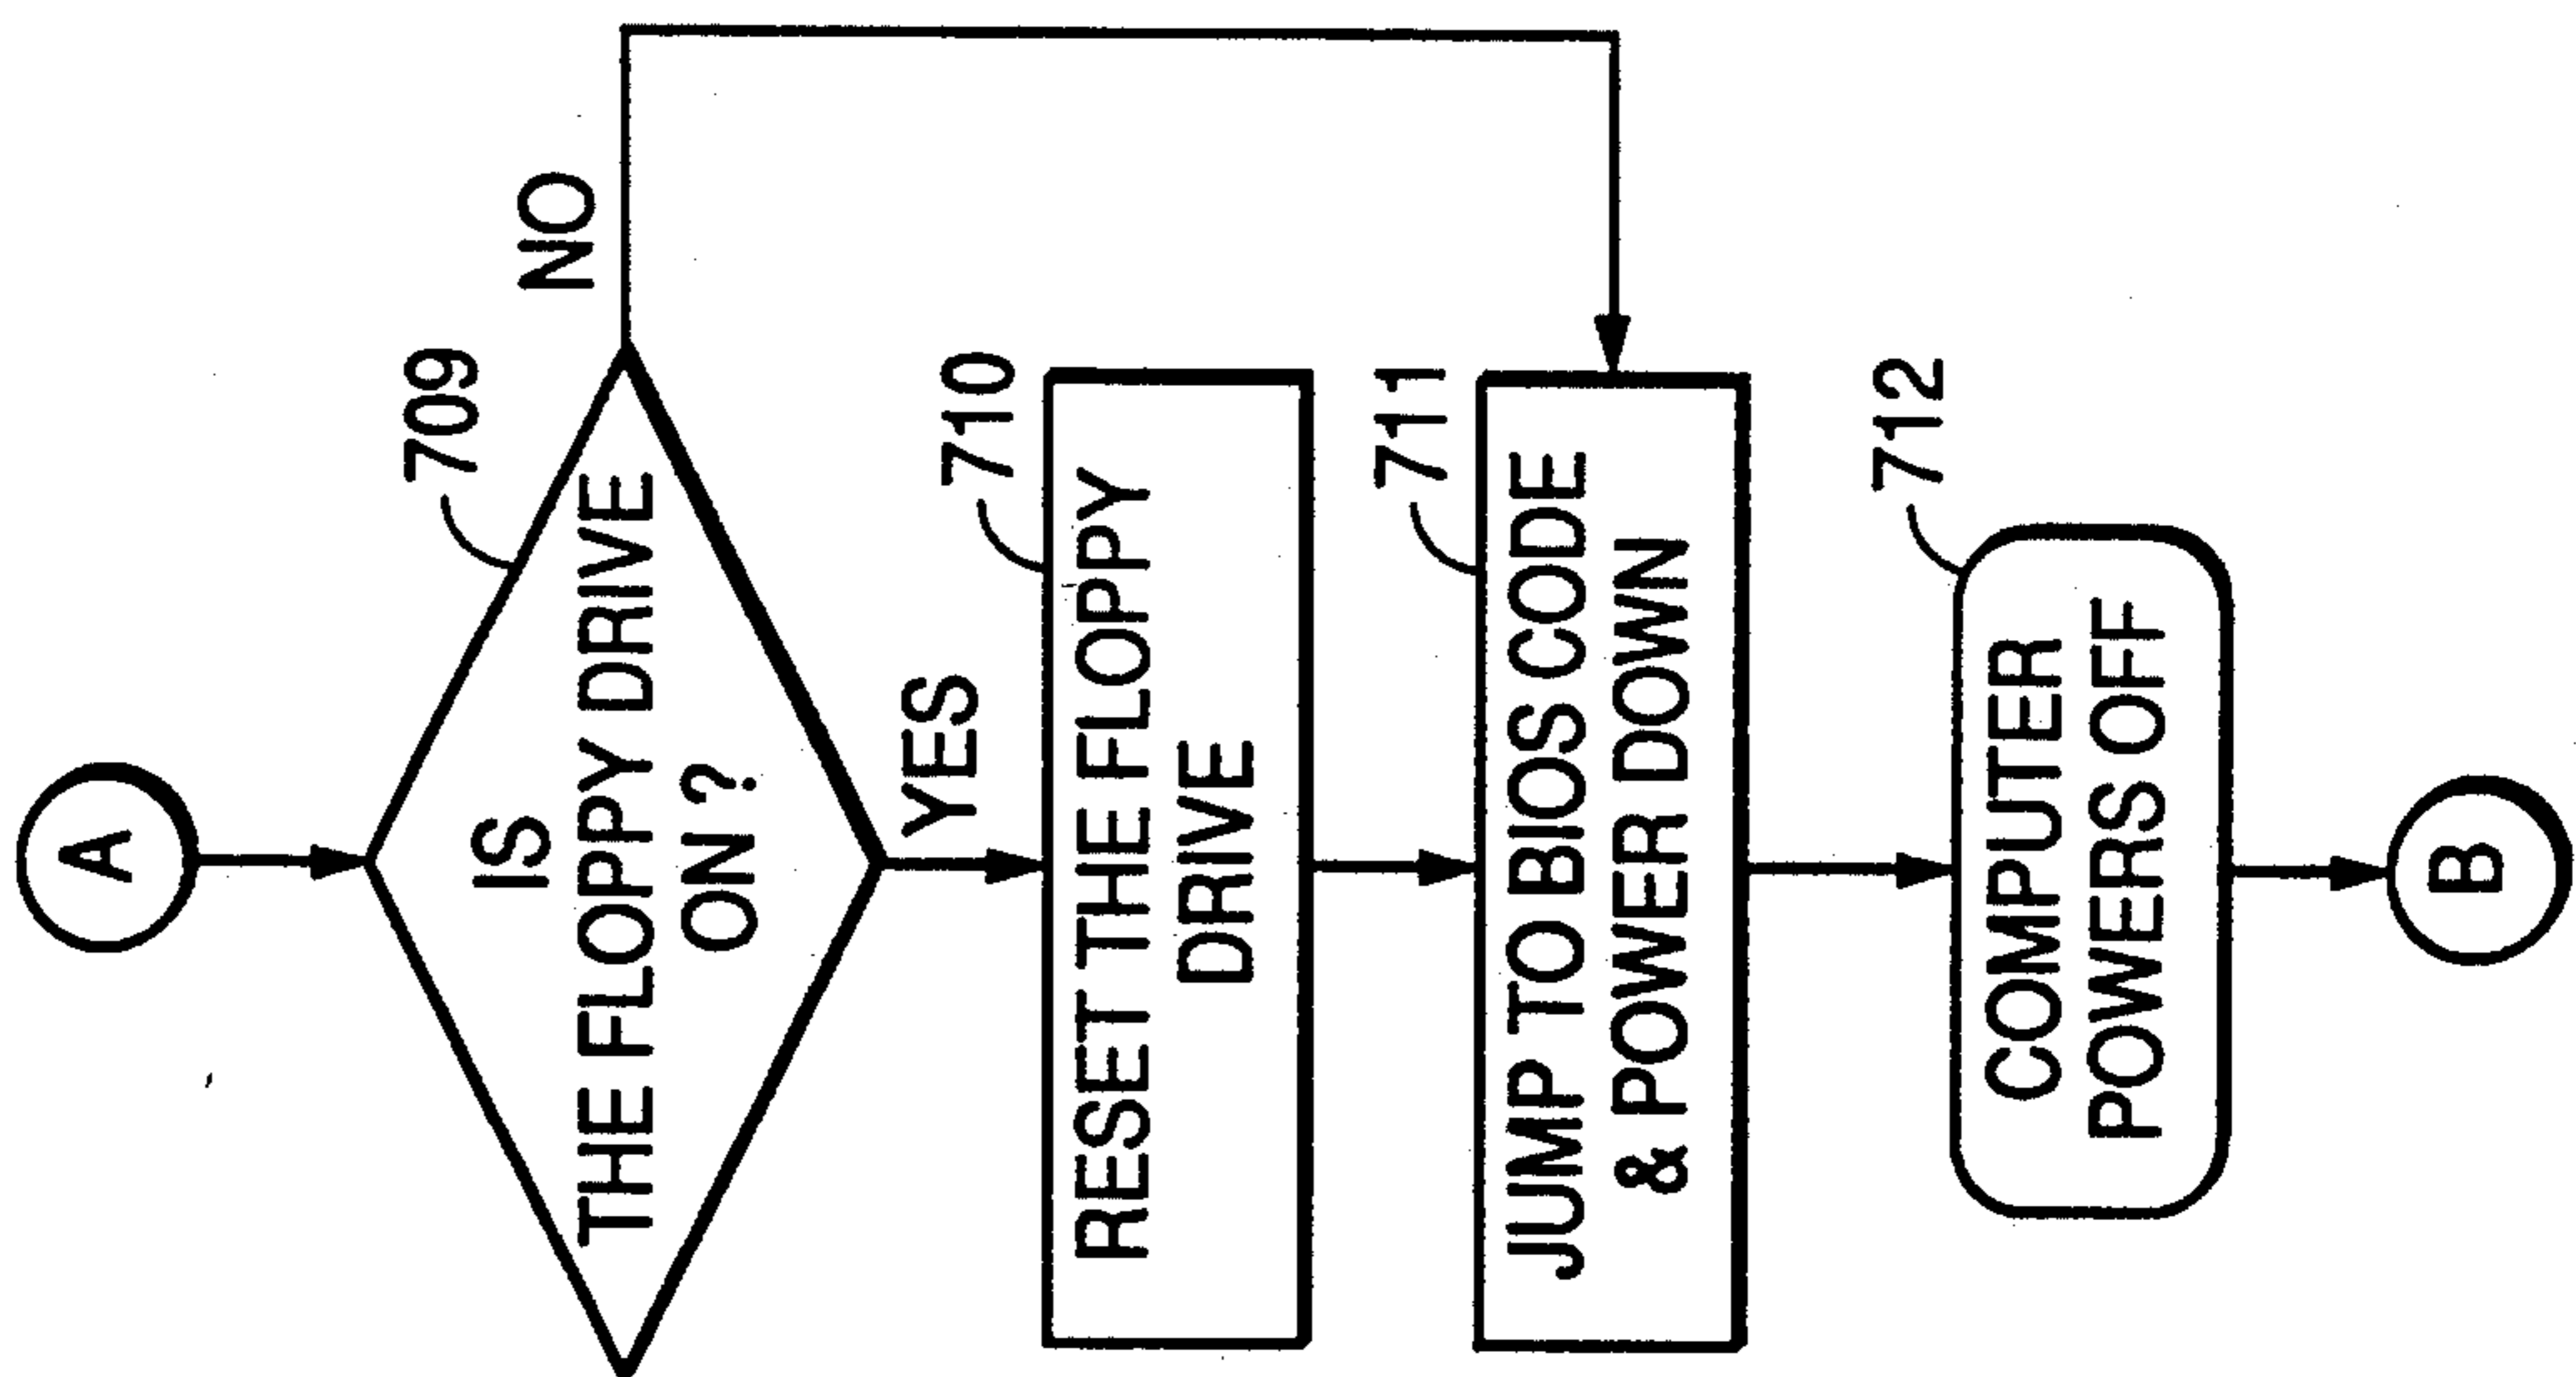 A
709
IS
THE FLOPPY DRIVE
ON ?
NO
YES
710
RESET THE FLOPPY
DRIVE
711
JUMP TO BIOS CODE
& POWER DOWN
712
COMPUTER
POWERS OFF
B